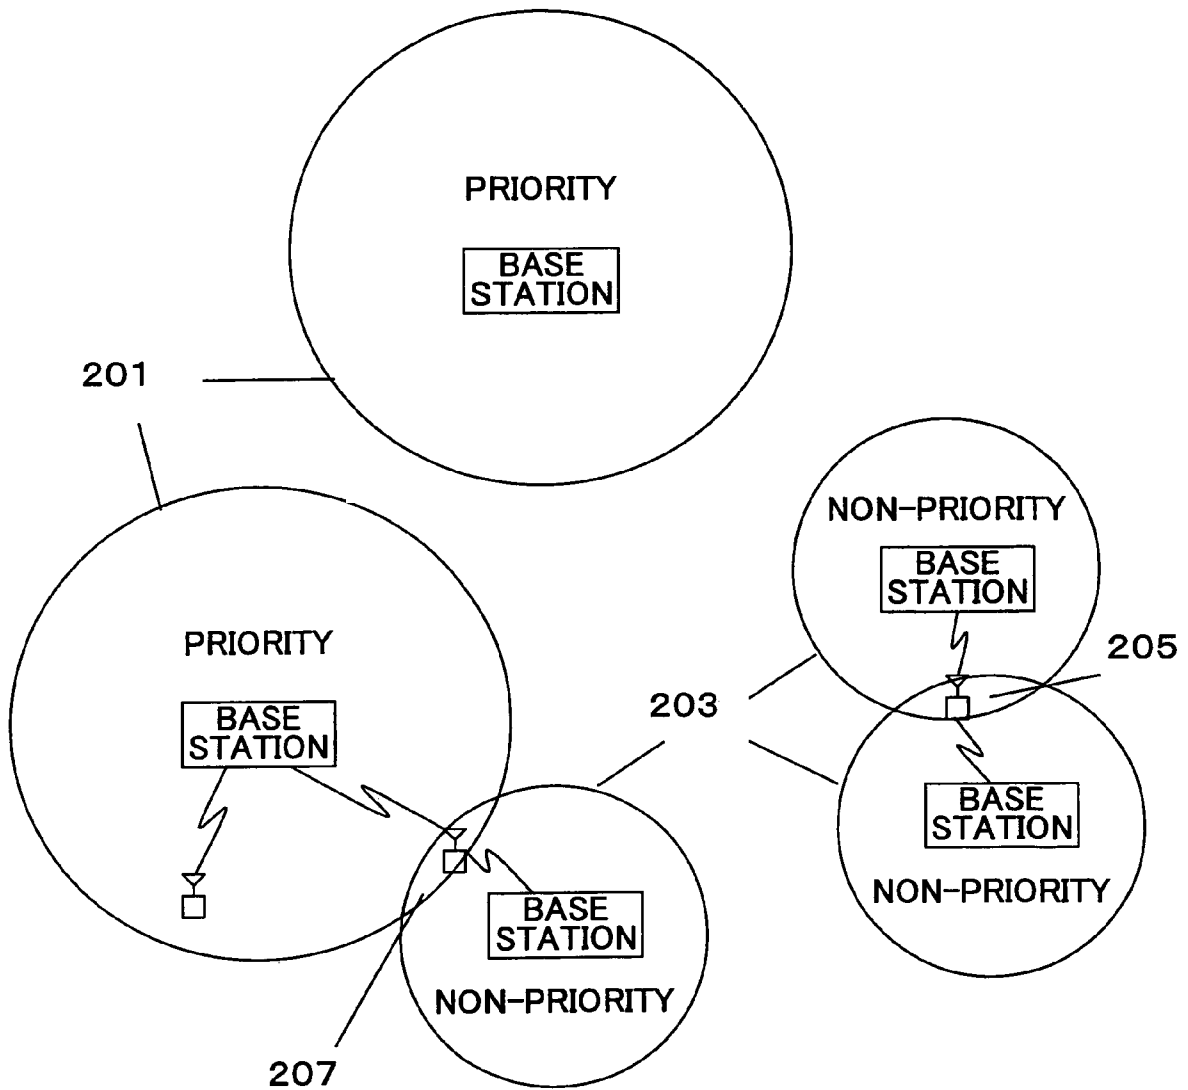 PRIORITY
BASE
STATION
201
NON-PRIORITY
BASE
STATION
205
PRIORITY
BASE
STATION
203
BASE
STATION
NON-PRIORITY
BASE
STATION
NON-PRIORITY
207